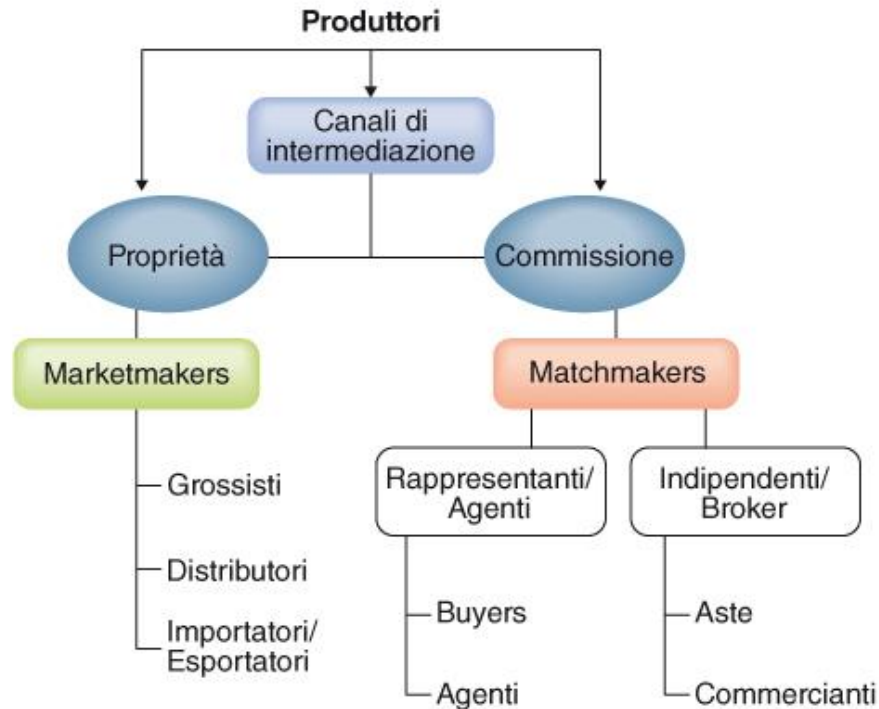 Produttori
Canali di
intermediazione
Proprietà
Commissione
Marketmakers
Matchmakers
Grossisti
Distributori
Importatori/
Esportatori
Rappresentanti/
Agenti
Indipendenti/
Broker
Buyers
Agenti
Aste
Commercianti